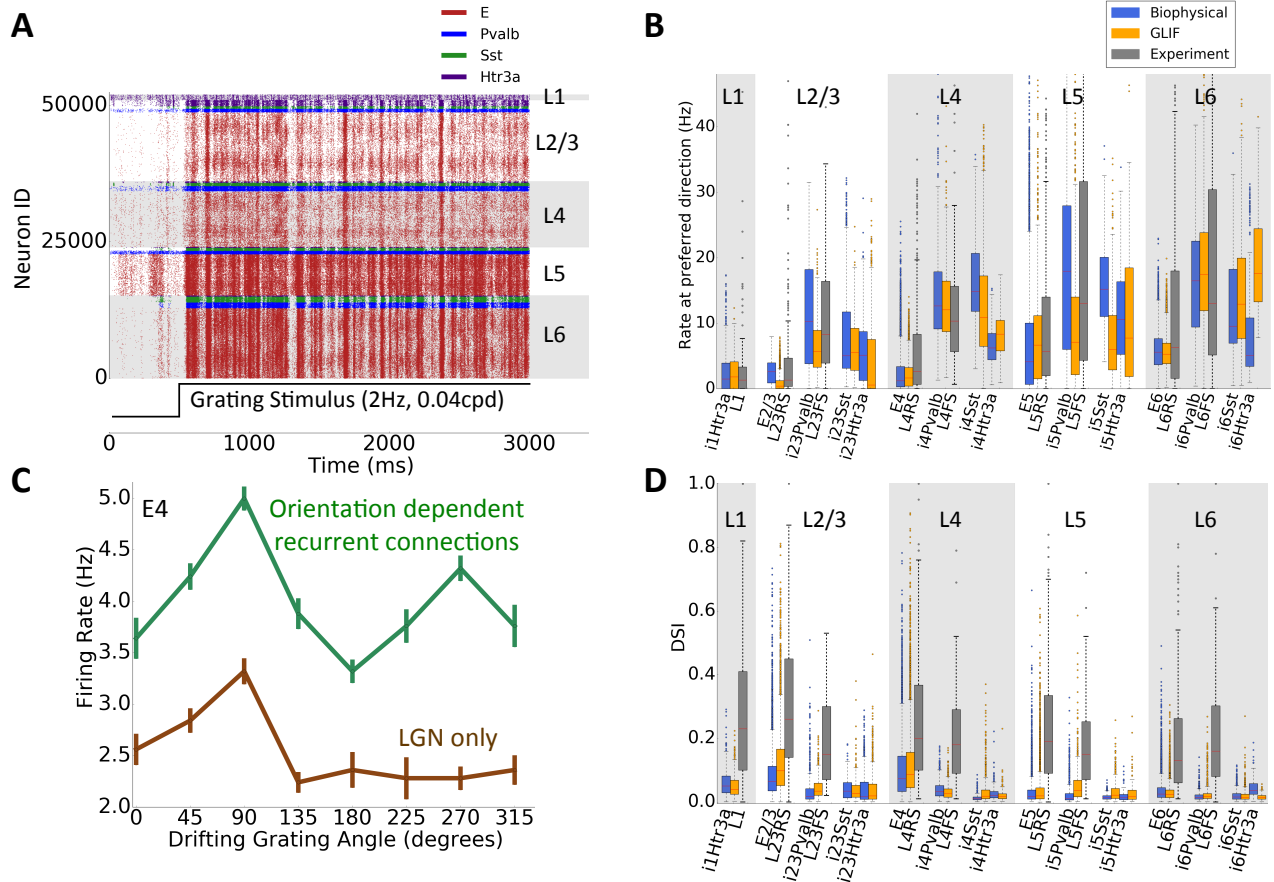 A
E
Pvalb
Sst
Htr3a
50000
25000
0
Neuron ID
L1
L2/3
L4
L5
L6
Grating Stimulus (2Hz, 0.04cpd)
0 1000 2000 3000
Time (ms)
B
Biophysical
GLIF
Experiment
L1 L2/3 L4 L5 L6
Rate at preferred direction (Hz)
40
30
20
10
0
i1Htr3a
L1
E2/3
L23RS
i23Pvalb
L23FS
i23Sst
i23Htr3a
E4
L4RS
i4Pvalb
L4FS
i4Sst
i4Htr3a
E5
L5RS
i5Pvalb
L5FS
i5Sst
i5Htr3a
E6
L6RS
i6Pvalb
L6FS
i6Sst
i6Htr3a
C
E4
Orientation dependent
recurrent connections
LGN only
Firing Rate (Hz)
5.0
4.5
4.0
3.5
3.0
2.5
2.0
0 45 90 135 180 225 270 315
Drifting Grating Angle (degrees)
D
L1 L2/3 L4 L5 L6
DSI
1.0
0.8
0.6
0.4
0.2
0.0
i1Htr3a
L1
E2/3
L23RS
i23Pvalb
L23FS
i23Sst
i23Htr3a
E4
L4RS
i4Pvalb
L4FS
i4Sst
i4Htr3a
E5
L5RS
i5Pvalb
L5FS
i5Sst
i5Htr3a
E6
L6RS
i6Pvalb
L6FS
i6Sst
i6Htr3a